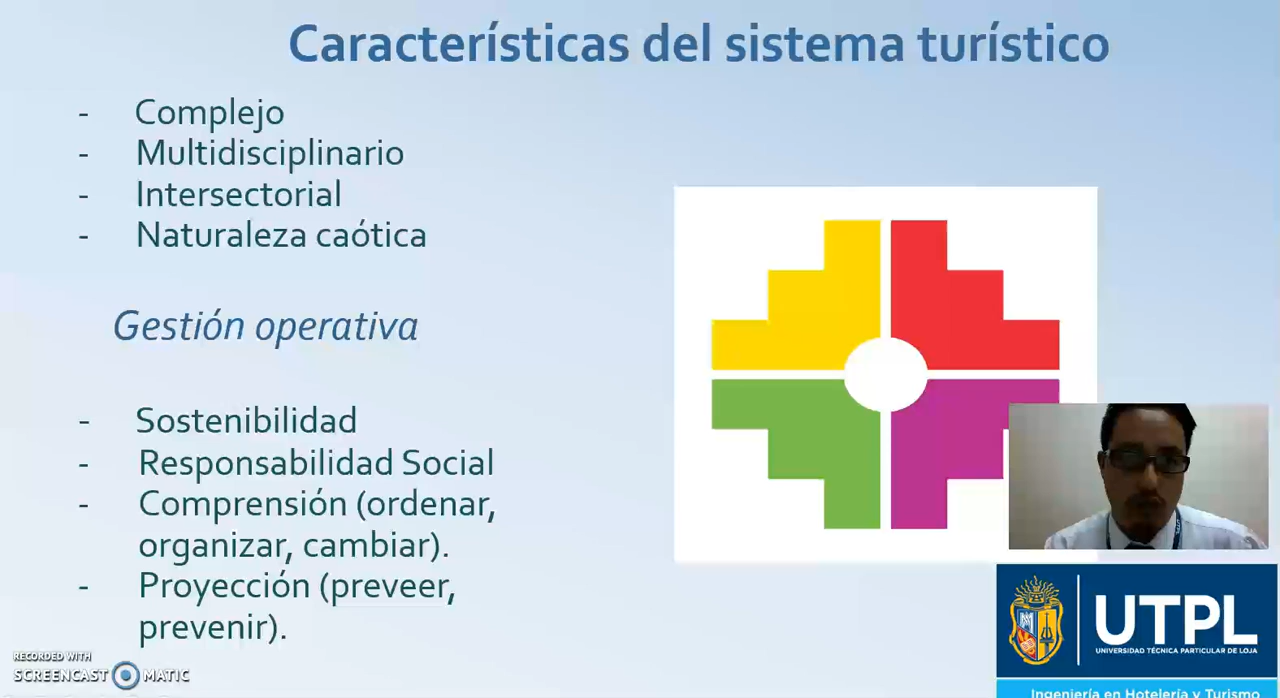 Características del sistema turístico
- Complejo
- Multidisciplinario
- Intersectorial
- Naturaleza caótica
Gestión operativa
- Sostenibilidad
- Responsabilidad Social
- Comprensión (ordenar,
organizar, cambiar).
- Proyección (preveer,
prevenir).
RECORDED WITH
SCREENCAST MATIC
UTPL
UNIVERSIDAD TÉCNICA PARTICULAR DE LOJA
Ingeniería en Hotelería y Turismo